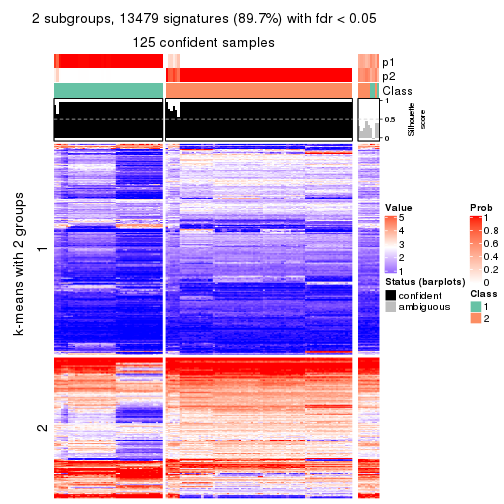 2 subgroups, 13479 signatures (89.7%) with fdr < 0.05
125 confident samples
p1
p2
Class
1
0.5
0
Silhouette
score
k-means with 2 groups
1
2
Value
5
4
3
2
1
Status (barplots)
confident
ambiguous
Prob
1
0.8
0.6
0.4
0.2
0
Class
1
2